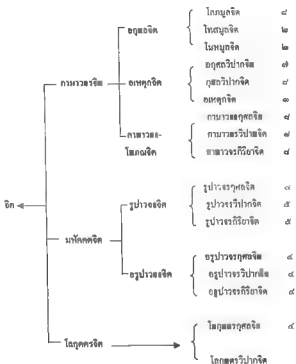 โลภมูลจิต ๘
อกุศลจิต โทสมูลจิต ๒
โมหมูลจิต ๒
อกุศลวิปากจิต ๗
กามาวจรจิต อเหตุกจิต กุศลวิปากจิต ๘
อเหตุกจิต ๓
กามาวจรกุศลจิต ๘
กามาวจร- กามาวจรวิปากจิต ๘
โสภณจิต กามาวจรกิริยาจิต ๘
รูปาวจรกุศลจิต ๕
จิต รูปาวจรจิต รูปาวจรวิปากจิต ๕
รูปาวจรกิริยาจิต ๕
มหัคคตจิต
อรูปาวจรกุศลจิต ๔
อรูปาวจรจิต อรูปาวจรวิปากจิต ๔
อรูปาวจรกิริยาจิต ๔
โลกุตตรจิต โลกุตตรกุศลจิต ๔
โลกุตตรวิปากจิต ๔